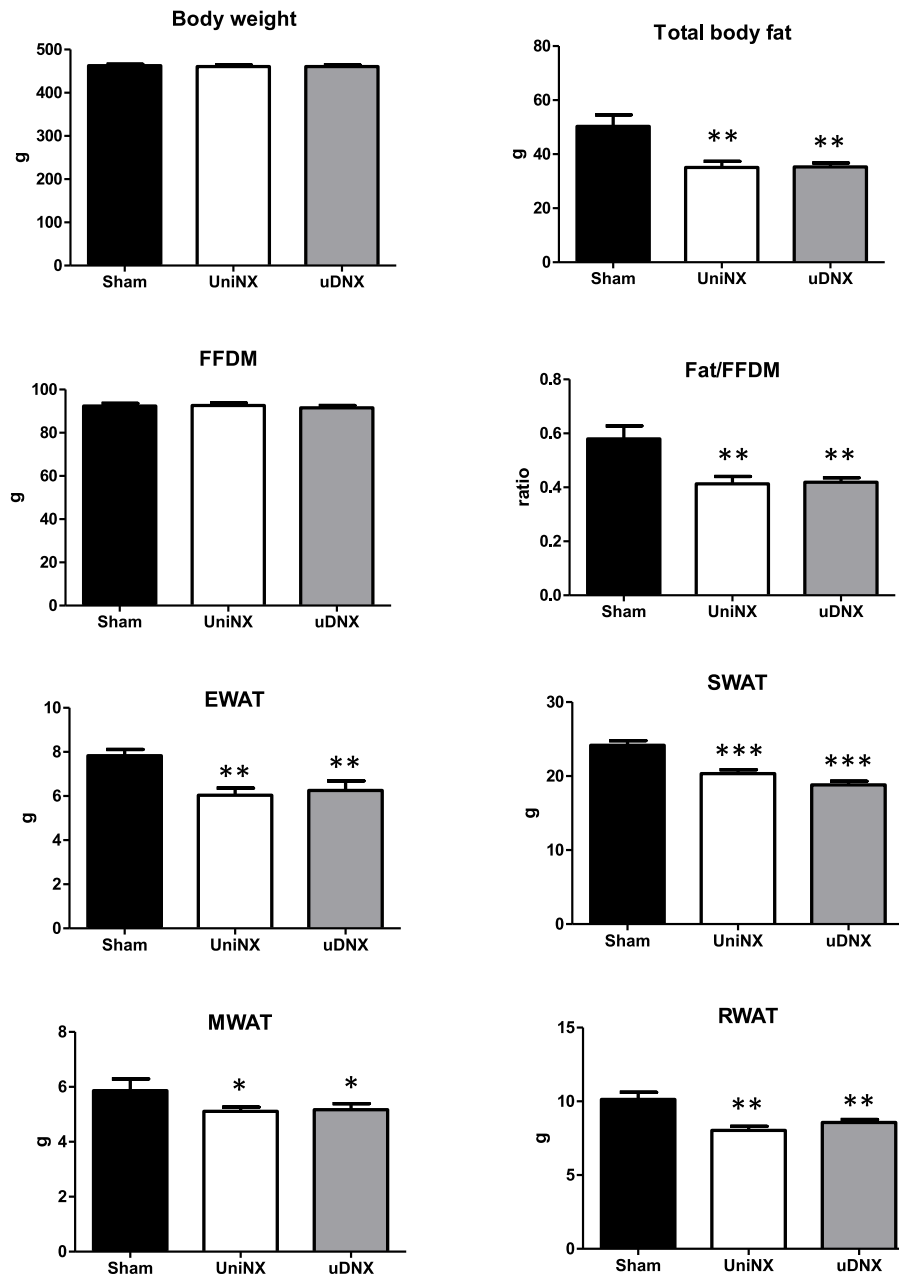 Body weight
500
400
300
200
100
0
g
Sham UniNX uDNX
Total body fat
80
60
40
20
0
g
** **
Sham UniNX uDNX
FFDM
100
80
60
40
20
0
g
Sham UniNX uDNX
Fat/FFDM
0.8
0.6
0.4
0.2
0.0
ratio
** **
Sham UniNX uDNX
EWAT
10
8
6
4
2
0
g
** **
Sham UniNX uDNX
SWAT
30
20
10
0
g
*** ***
Sham UniNX uDNX
MWAT
8
6
4
2
0
g
* *
Sham UniNX uDNX
RWAT
15
10
5
0
g
** **
Sham UniNX uDNX